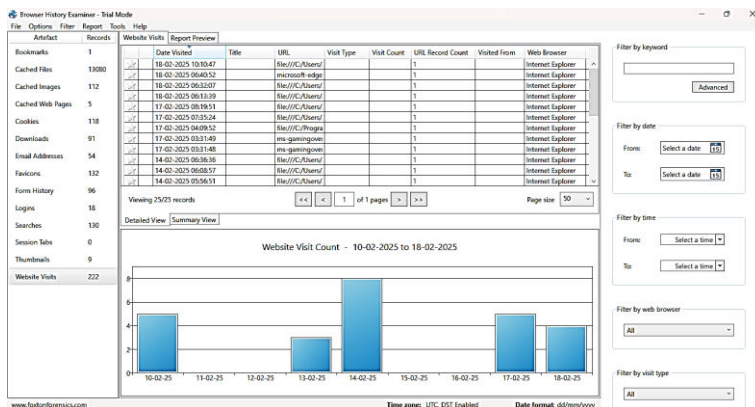 Browser History Examiner - Trial Mode
File Options Filter Report Tools Help
Artefact Records
Bookmarks 1
Cached Files 13080
Cached Images 112
Cached Web Pages 5
Cookies 118
Downloads 91
Email Addresses 54
Favicons 132
Form History 96
Logins 18
Searches 130
Session Tabs 0
Thumbnails 9
Website Visits 222
www.foxtonforensics.com
Website Visits Report Preview
Date Visited Title URL Visit Type Visit Count URL Record Count Visited From Web Browser
18-02-2025 10:10:47 file:///C:/Users/ 1 Internet Explorer
18-02-2025 06:40:52 microsoft-edge 1 Internet Explorer
18-02-2025 06:32:07 file:///C:/Users/ 1 Internet Explorer
18-02-2025 06:13:39 file:///C:/Users/ 1 Internet Explorer
17-02-2025 08:19:51 file:///C:/Users/ 1 Internet Explorer
17-02-2025 07:35:24 file:///C:/Users/ 1 Internet Explorer
17-02-2025 04:09:52 file:///C:/Progra 1 Internet Explorer
17-02-2025 03:31:49 ms-gamingover 1 Internet Explorer
17-02-2025 03:31:48 ms-gamingover 1 Internet Explorer
14-02-2025 06:36:36 file:///C:/Users/ 1 Internet Explorer
14-02-2025 06:08:57 file:///C:/Users/ 1 Internet Explorer
14-02-2025 05:56:51 file:///C:/Users/ 1 Internet Explorer
Viewing 25/25 records << < 1 of 1 pages > >> Page size 50
Detailed View Summary View
Website Visit Count - 10-02-2025 to 18-02-2025
8
6
4
2
10-02-25 11-02-25 12-02-25 13-02-25 14-02-25 15-02-25 16-02-25 17-02-25 18-02-25
Time zone: UTC, DST Enabled Date format: dd/mm/yyyy
Filter by keyword
Advanced
Filter by date
From: Select a date 15
To: Select a date 15
Filter by time
From: Select a time
To: Select a time
Filter by web browser
All
Filter by visit type
All